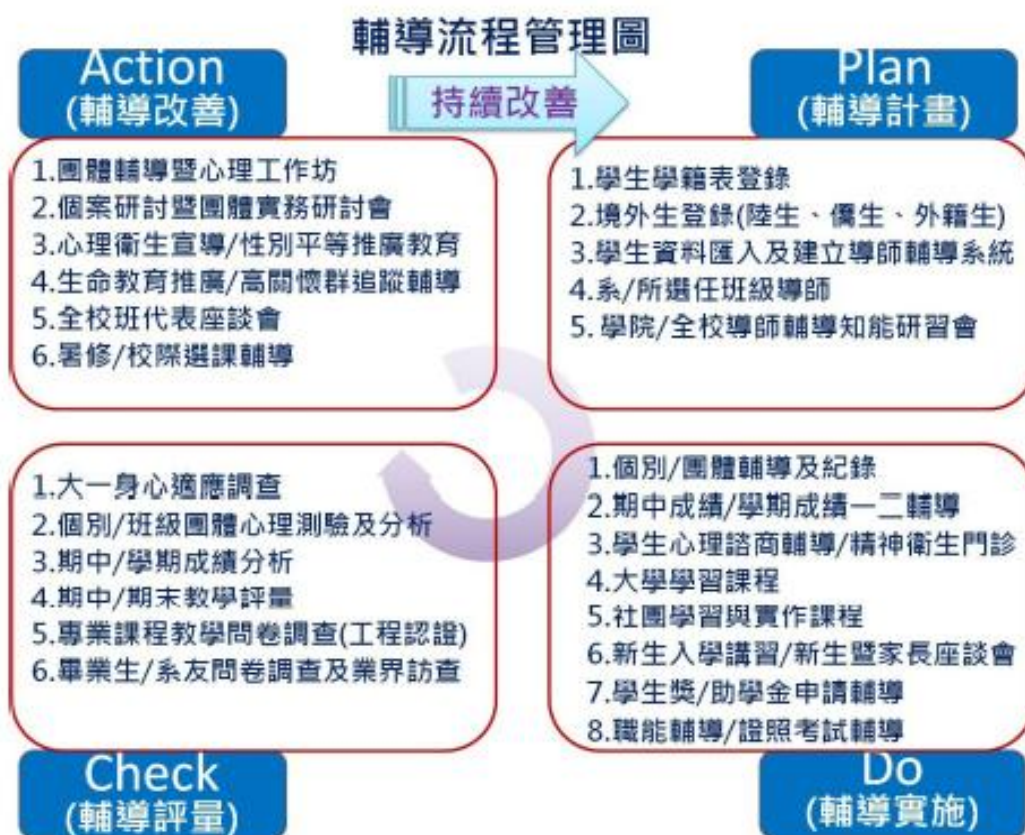 輔導流程管理圖
Action
(輔導改善)
持續改善
Plan
(輔導計畫)
1.團體輔導暨心理工作坊
2.個案研討暨團體實務研討會
3.心理衛生宣導/性別平等推廣教育
4.生命教育推廣/高關懷群追蹤輔導
5.全校班代表座談會
6.暑修/校際選課輔導
1.學生學籍表登錄
2.境外生登錄(陸生、僑生、外籍生)
3.學生資料匯入及建立導師輔導系統
4.系/所選任班級導師
5. 學院/全校導師輔導知能研習會
1.大一身心適應調查
2.個別/班級團體心理測驗及分析
3.期中/學期成績分析
4.期中/期末教學評量
5.專業課程教學問卷調查(工程認證)
6.畢業生/系友問卷調查及業界訪查
1.個別/團體輔導及紀錄
2.期中成績/學期成績一二輔導
3.學生心理諮商輔導/精神衛生門診
4.大學學習課程
5.社團學習與實作課程
6.新生入學講習/新生暨家長座談會
7.學生獎/助學金申請輔導
8.職能輔導/證照考試輔導
Check
(輔導評量)
Do
(輔導實施)